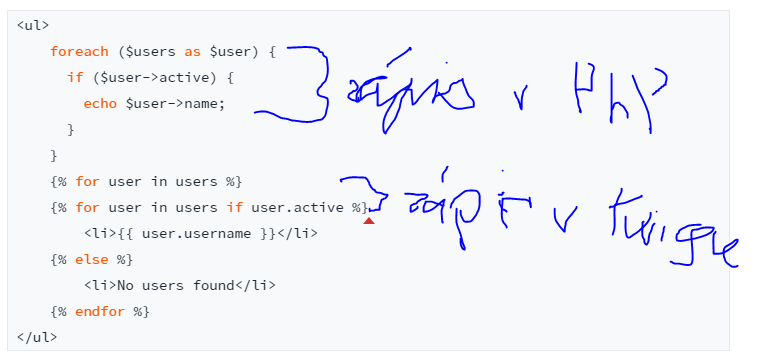 <ul>
foreach ($users as $user) {
if ($user->active) {
echo $user->name;
}
}
zápis v PhP
{% for user in users %}
{% for user in users if user.active %}
zápis v twigu
<li>{{ user.username }}</li>
{% else %}
<li>No users found</li>
{% endfor %}
</ul>